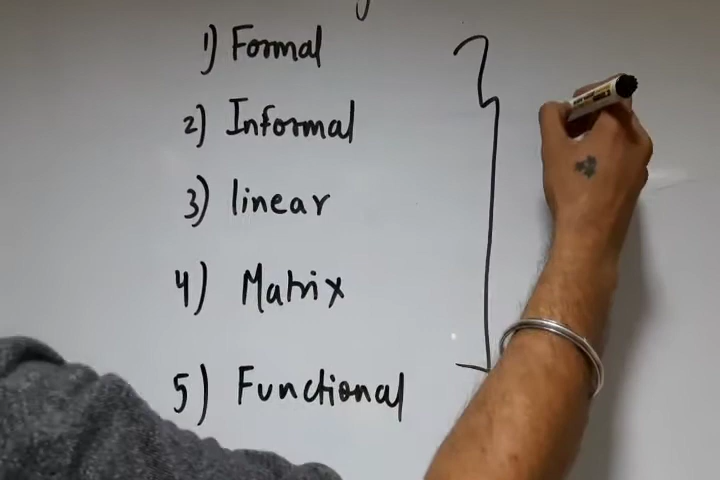 1) Formal
2) Informal
3) linear
4) Matrix
5) Functional